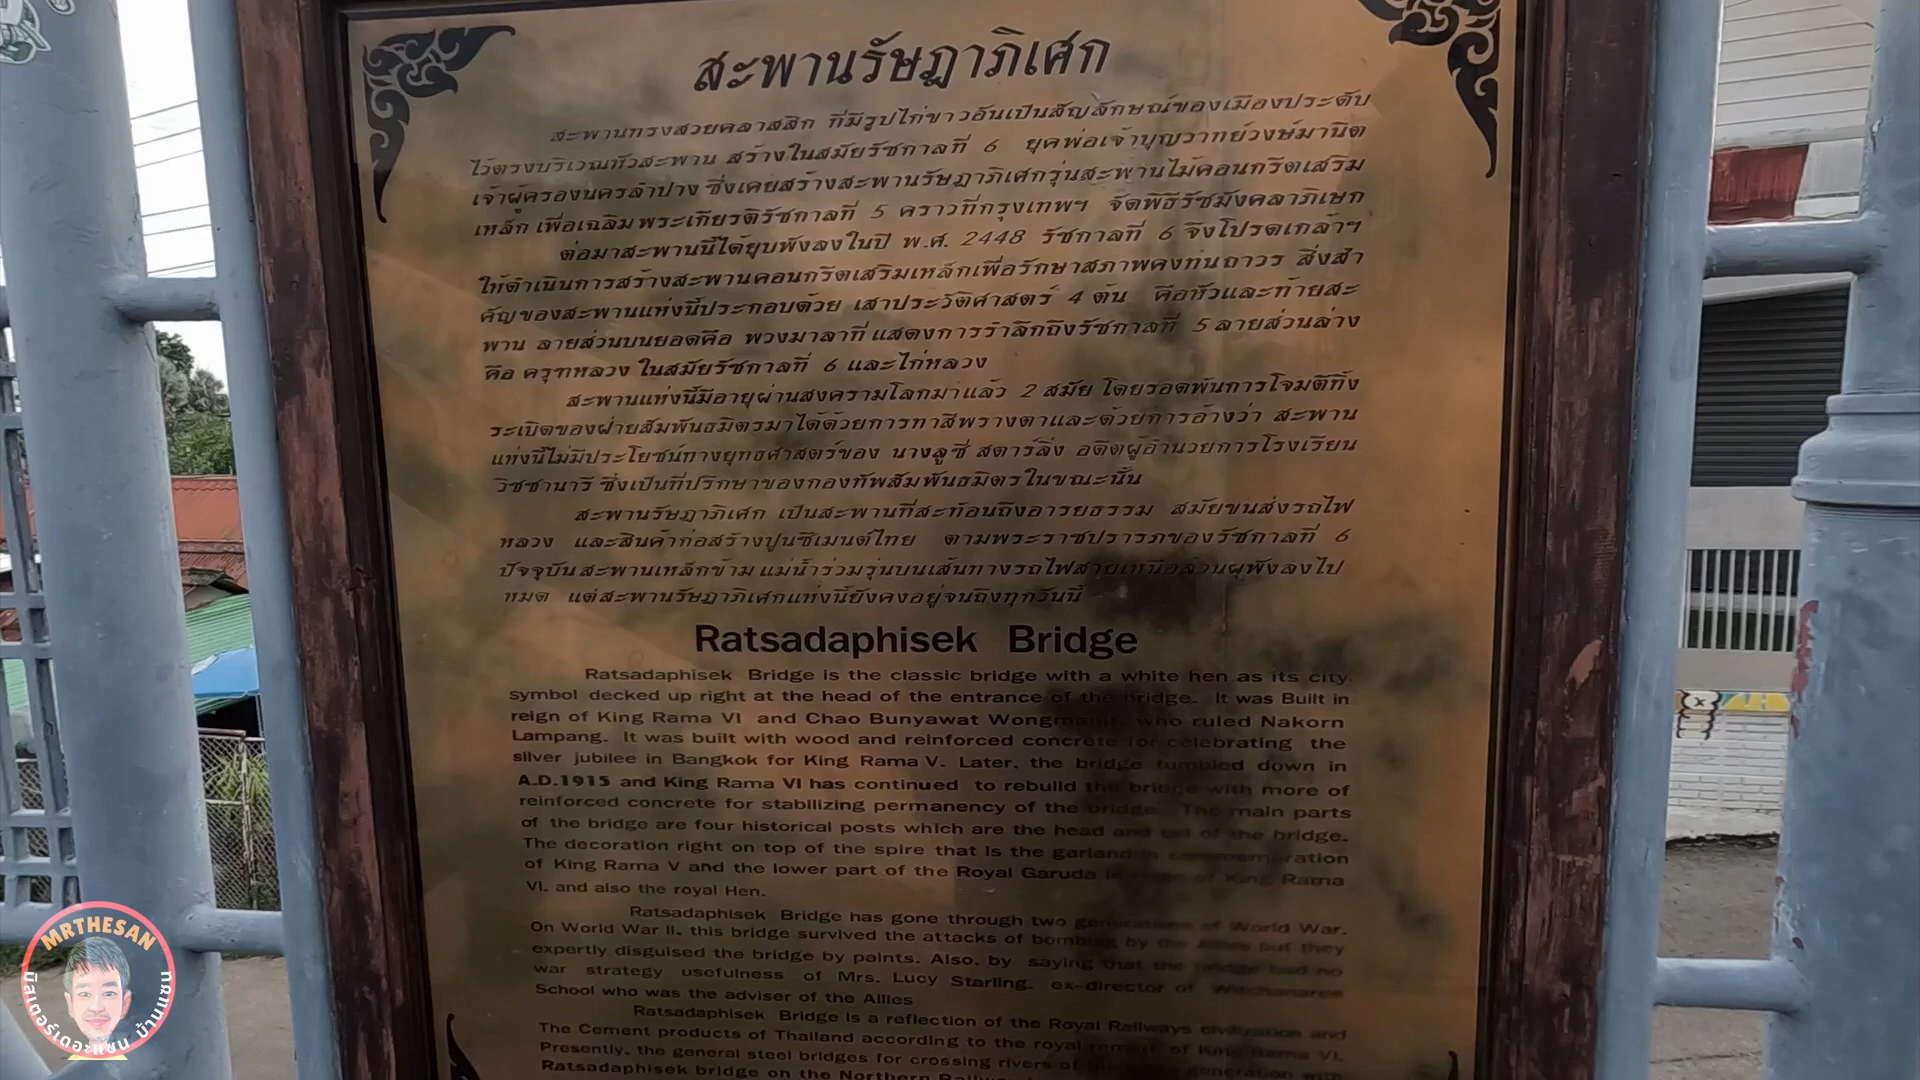 สะพานรัษฎาภิเศก
สะพานทรงสวยคลาสสิก ที่มีรูปไก่ขาวอันเป็นสัญลักษณ์ของเมืองประดับ
ไว้ตรงบริเวณหัวสะพาน สร้างในสมัยรัชกาลที่ 6 ยุคพ่อเจ้าบุญวาทย์วงษ์มานิต
เจ้าผู้ครองนครลำปาง ซึ่งเคยสร้างสะพานรัษฎาภิเศกรุ่นสะพานไม้คอนกรีตเสริม
เหล็ก เพื่อเฉลิมพระเกียรติรัชกาลที่ 5 คราวที่กรุงเทพฯ จัดพิธีรัชมังคลาภิเษก
ต่อมาสะพานนี้ได้ยุบพังลงในปี พ.ศ. 2448 รัชกาลที่ 6 จึงโปรดเกล้าฯ
ให้ดำเนินการสร้างสะพานคอนกรีตเสริมเหล็กเพื่อรักษาสภาพคงทนถาวร สิ่งสำ
คัญของสะพานแห่งนี้ประกอบด้วย เสาประวัติศาสตร์ 4 ต้น คือหัวและท้ายสะ
พาน ลายส่วนบนยอดคือ พวงมาลาที่แสดงการรำลึกถึงรัชกาลที่ 5 ลายส่วนล่าง
คือ ครุฑหลวง ในสมัยรัชกาลที่ 6 และไก่หลวง
สะพานแห่งนี้มีอายุผ่านสงครามโลกมาแล้ว 2 สมัย โดยรอดพ้นการโจมตีทิ้ง
ระเบิดของฝ่ายสัมพันธมิตรมาได้ด้วยการทาสีพรางตาและด้วยการอ้างว่า สะพาน
แห่งนี้ไม่มีประโยชน์ทางยุทธศาสตร์ของ นางลูซี สตาร์ลิ่ง อดีตผู้อำนวยการโรงเรียน
วิชชานารี ซึ่งเป็นที่ปรึกษาของกองทัพสัมพันธมิตรในขณะนั้น
สะพานรัษฎาภิเศก เป็นสะพานที่สะท้อนถึงอารยธรรม สมัยขนส่งรถไฟ
หลวง และสินค้าก่อสร้างปูนซิเมนต์ไทย ตามพระราชปรารภของรัชกาลที่ 6
ปัจจุบันสะพานเหล็กข้ามแม่น้ำร่วมรุ่นบนเส้นทางรถไฟสายเหนือล้วนผุพังลงไป
หมด แต่สะพานรัษฎาภิเศกแห่งนี้ยังคงอยู่จนถึงทุกวันนี้
Ratsadaphisek Bridge
Ratsadaphisek Bridge is the classic bridge with a white hen as its city
symbol decked up right at the head of the entrance of the bridge. It was Built in
reign of King Rama VI and Chao Bunyawat Wongmanit, who ruled Nakorn
Lampang. It was built with wood and reinforced concrete for celebrating the
silver jubilee in Bangkok for King Rama V. Later, the bridge tumbled down in
A.D.1915 and King Rama VI has continued to rebuild the bridge with more of
reinforced concrete for stabilizing permanency of the bridge. The main parts
of the bridge are four historical posts which are the head and tail of the bridge.
The decoration right on top of the spire that is the garland in commemoration
of King Rama V and the lower part of the Royal Garuda in reign of King Rama
VI. and also the royal Hen.
Ratsadaphisek Bridge has gone through two generations of World War.
On World War II. this bridge survived the attacks of bombing by the Allies but they
expertly disguised the bridge by paints. Also, by saying that the bridge had no
war strategy usefulness of Mrs. Lucy Starling. ex-director of Witchanaree
School who was the adviser of the Allies
Ratsadaphisek Bridge is a reflection of the Royal Railways civilization and
The Cement products of Thailand according to the royal remark of King Rama VI.
Presently, the general steel bridges for crossing rivers of generation with
Ratsadaphisek bridge on the Northern
MRTHESAN
มิสเตอร์เดอะแซน บ้านแทนแซน